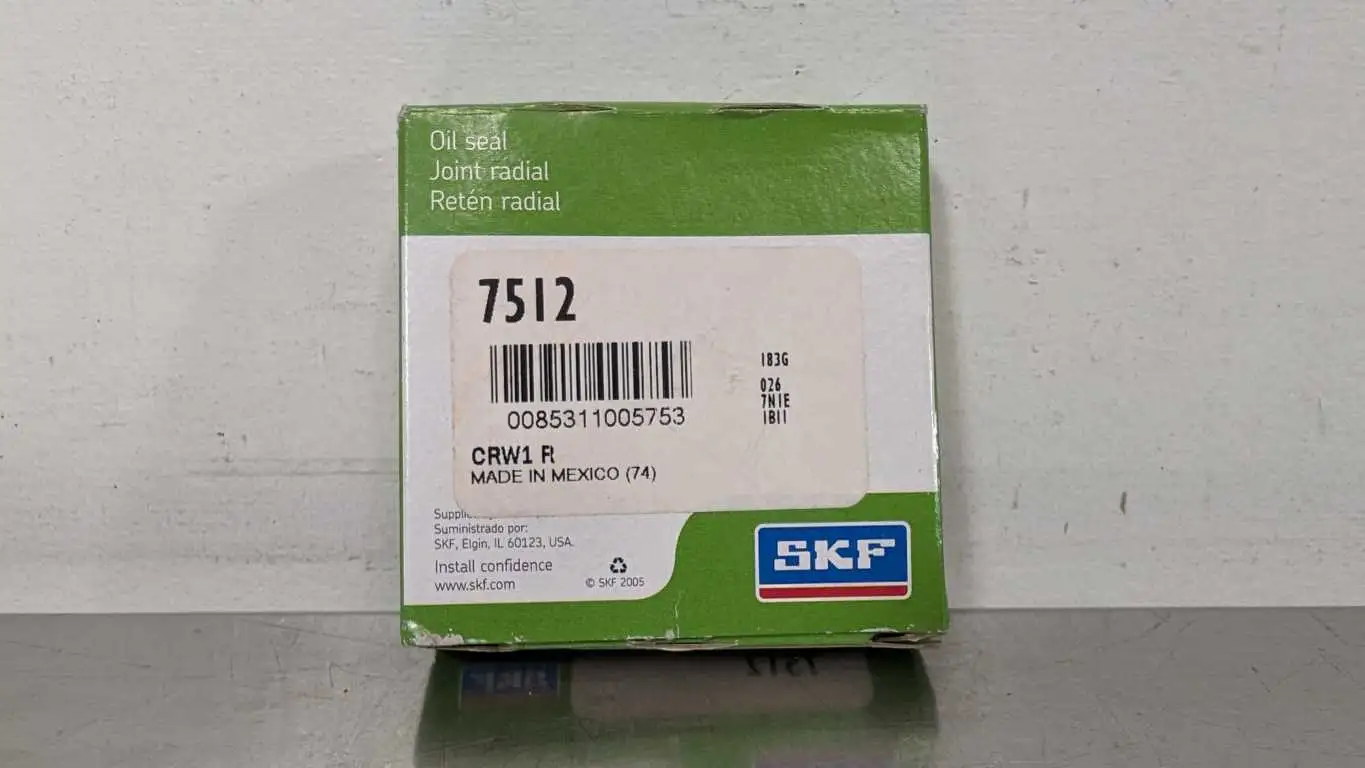 Oil seal
Joint radial
Retén radial
7512
0085311005753
183G
026
7N1E
1B11
CRW1 R
MADE IN MEXICO (74)
Suministrado por:
SKF, Elgin, IL 60123, USA.
Install confidence
www.skf.com
© SKF 2005
SKF